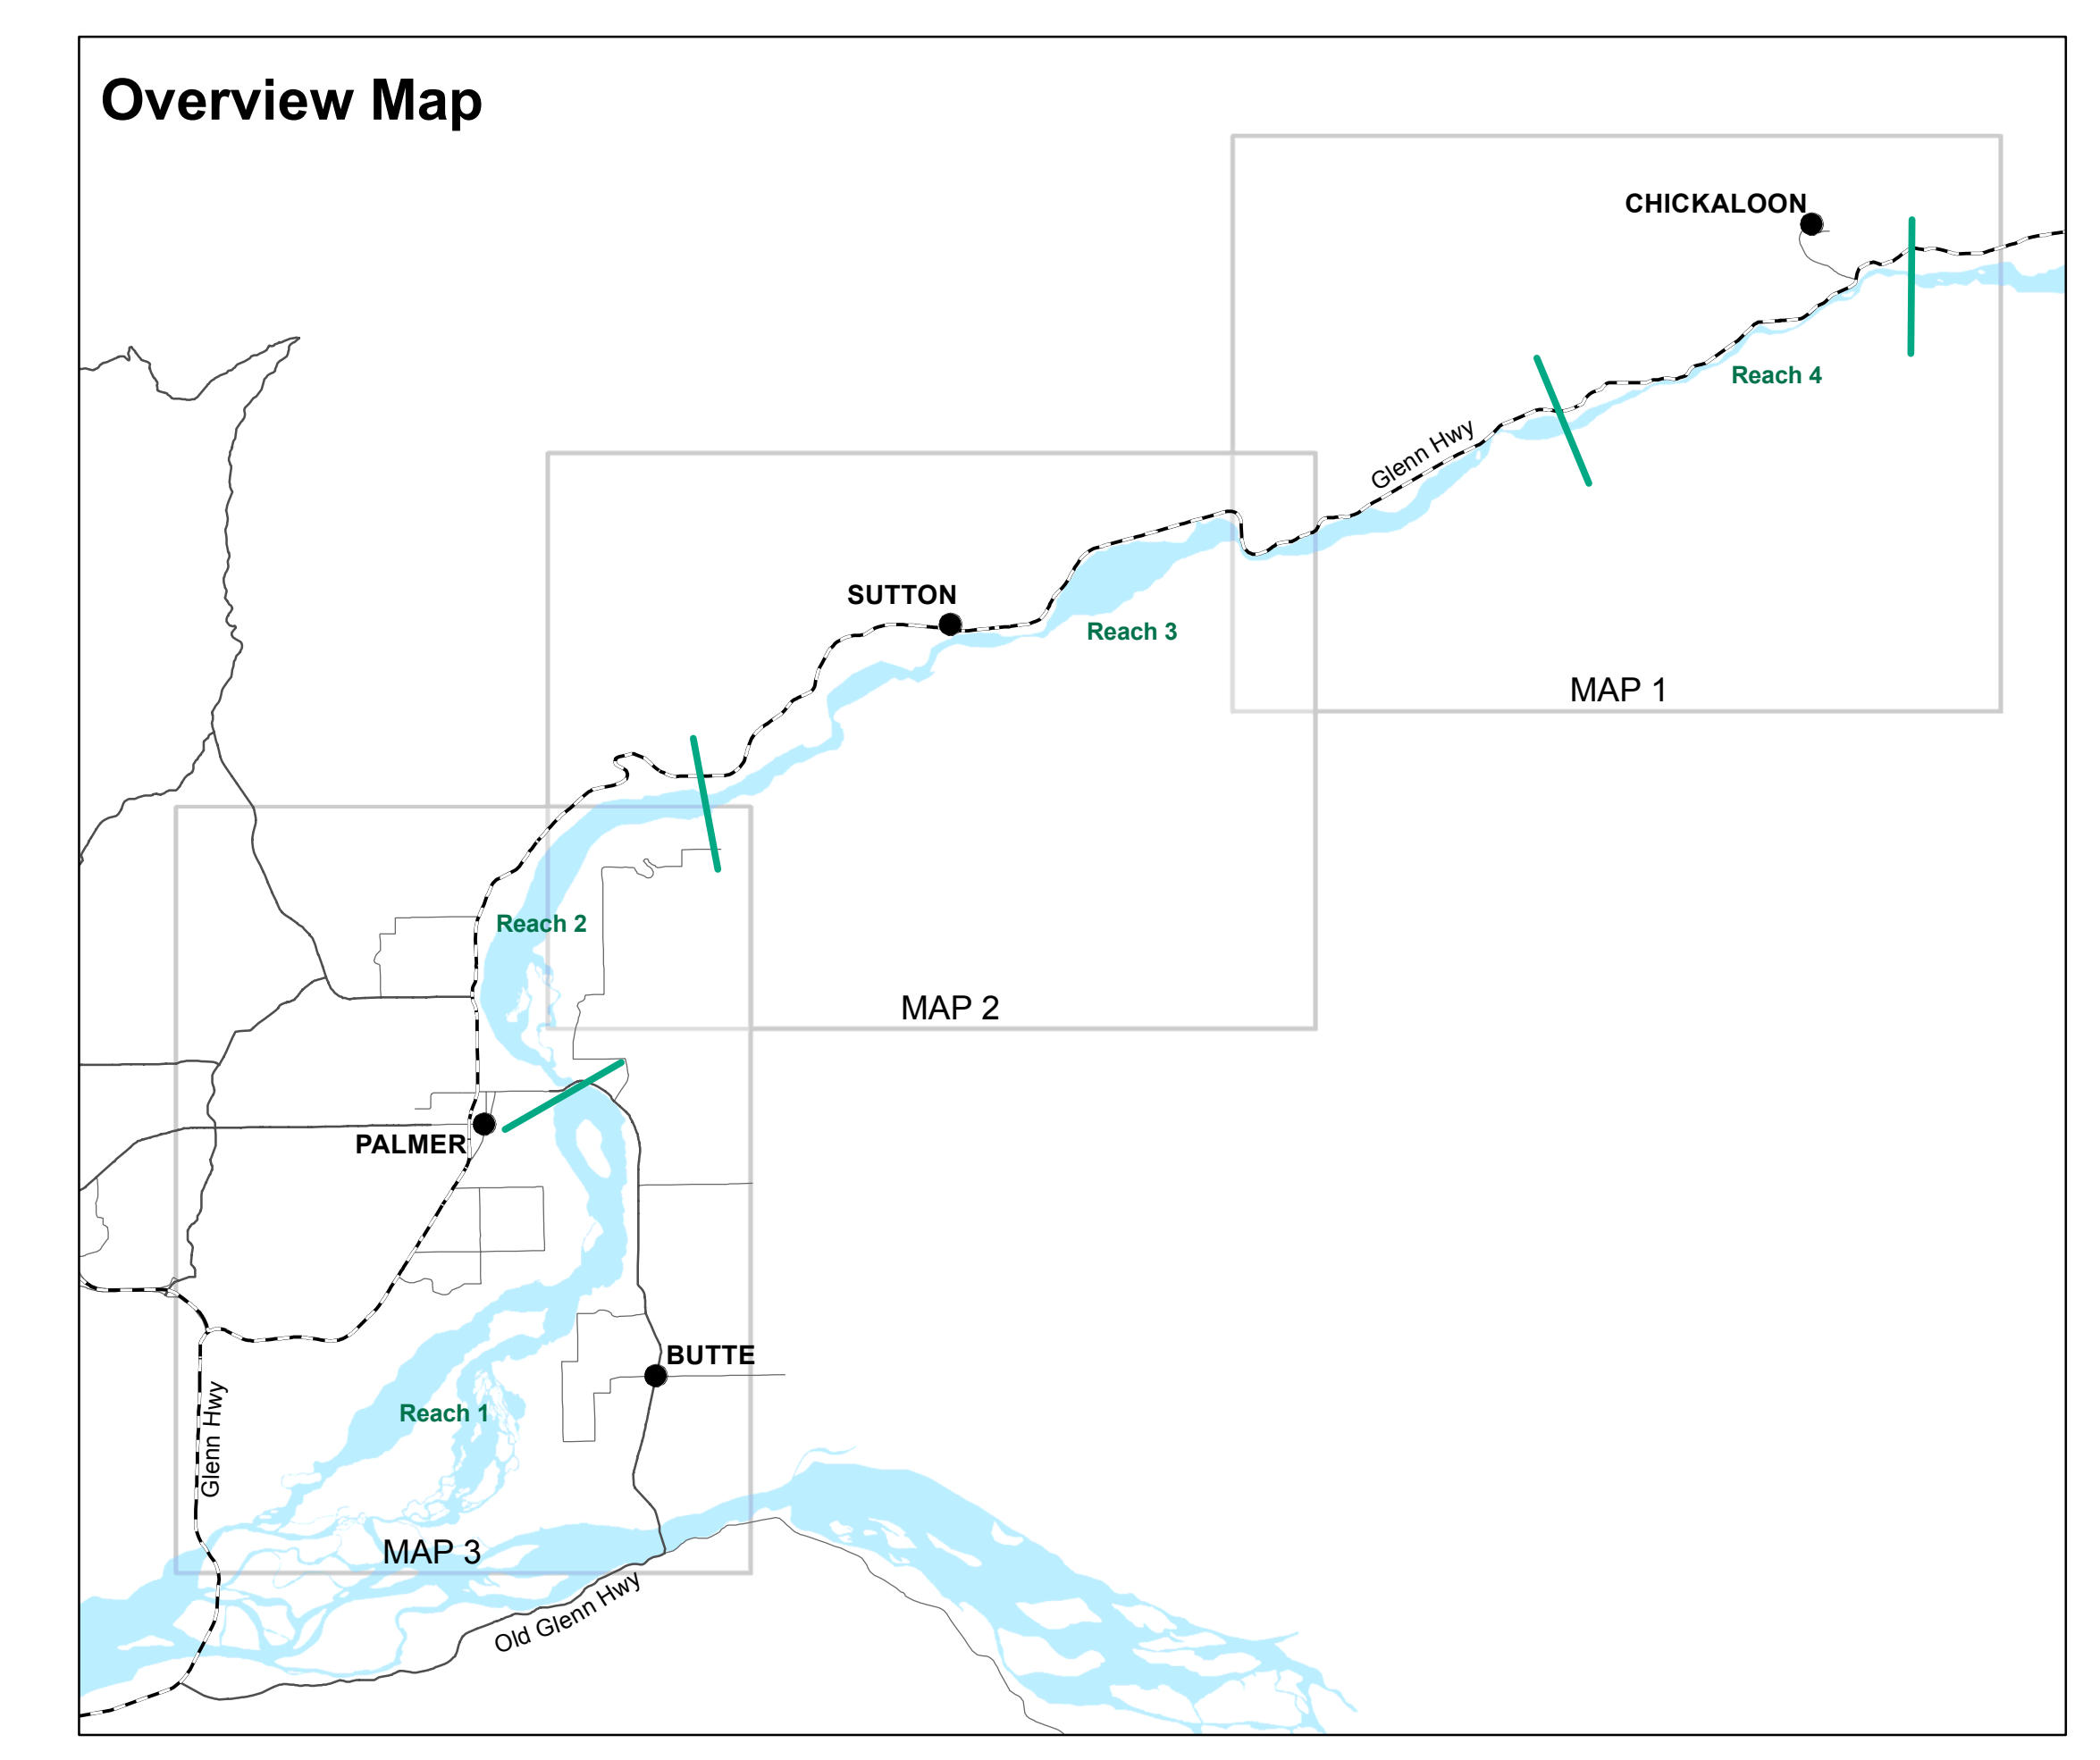 Overview Map
CHICKALOON
Reach 4
Glenn Hwy
SUTTON
Reach 3
MAP 1
Reach 2
MAP 2
PALMER
BUTTE
Reach 1
Glenn Hwy
MAP 3
Old Glenn Hwy